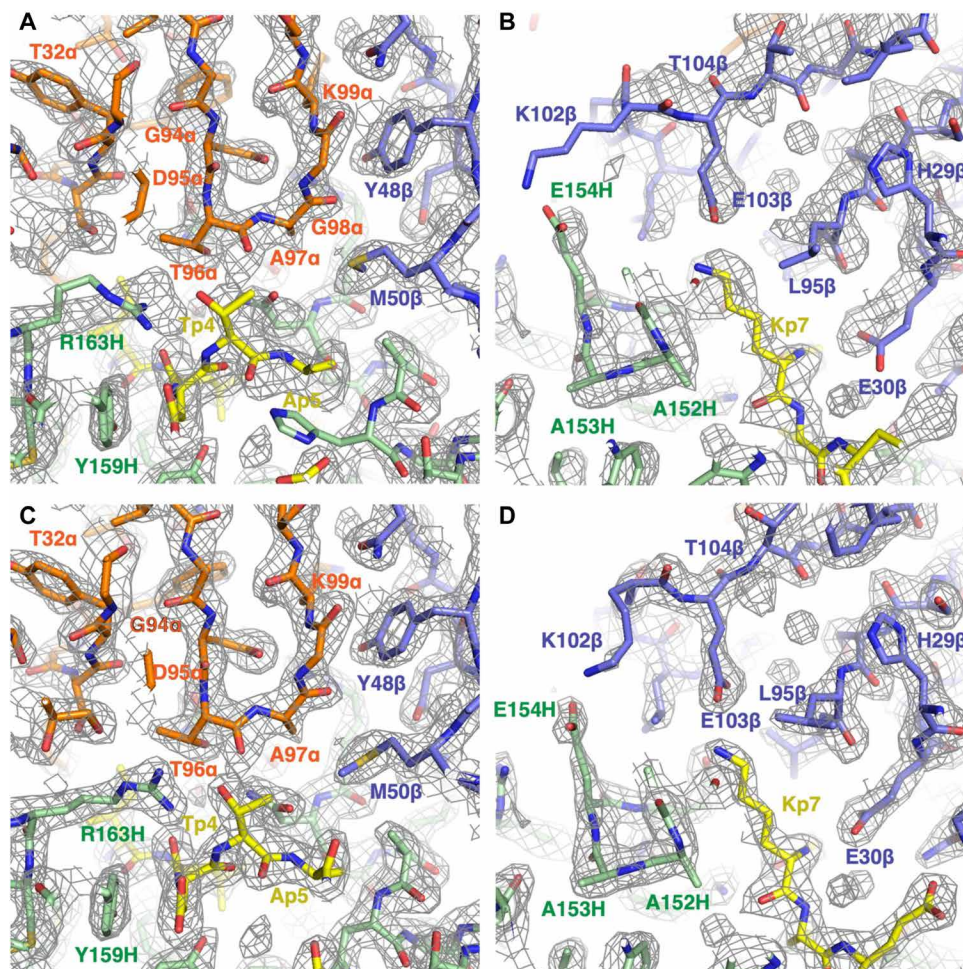 A
T32α
K99α
G94α
D95α
Y48β
G98α
T96α
A97α
M50β
R163H
Tp4
Ap5
Y159H
B
T104β
K102β
E154H
H29β
E103β
L95β
Kp7
E30β
A152H
A153H
C
T32α
K99α
G94α
D95α
Y48β
T96α
A97α
M50β
R163H
Tp4
Ap5
Y159H
D
T104β
K102β
H29β
L95β
E154H
E103β
Kp7
E30β
A153H
A152H